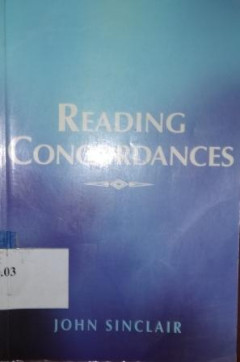 READING
CONCORDANCES
.03
JOHN SINCLAIR